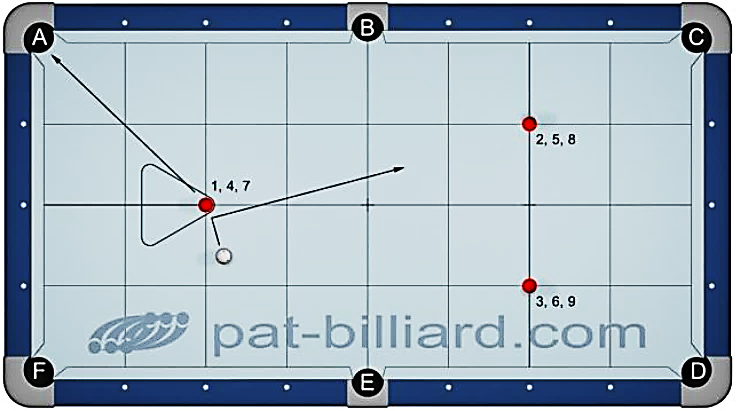 A B C
1, 4, 7
2, 5, 8
3, 6, 9
pat-billiard.com
F E D